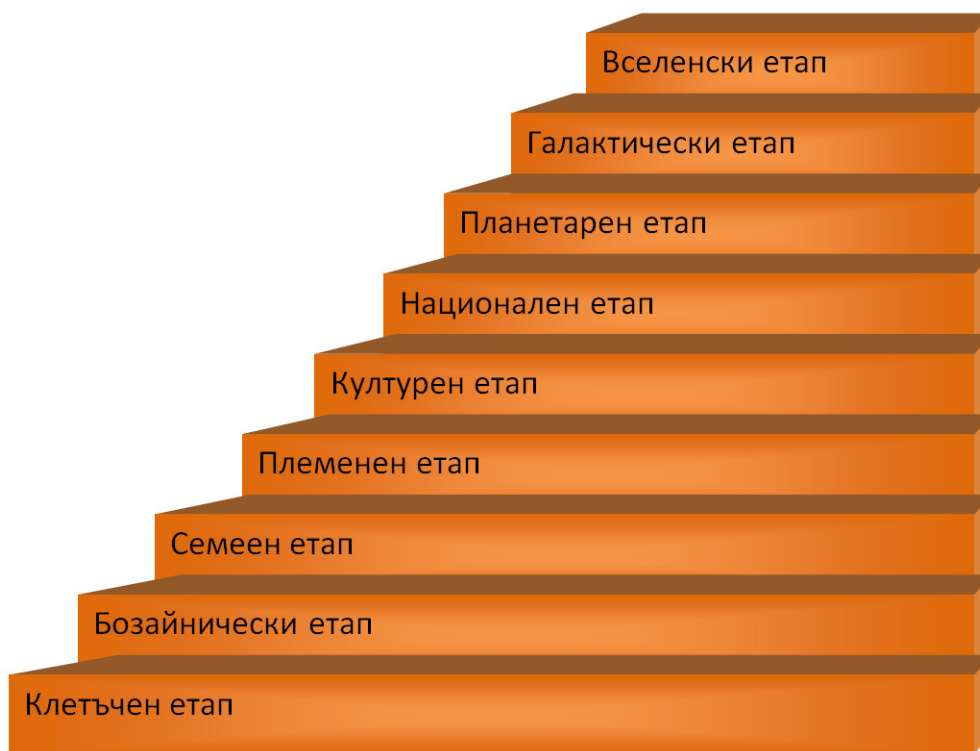 Вселенски етап
Галактически етап
Планетарен етап
Национален етап
Културен етап
Племенен етап
Семеен етап
Бозайнически етап
Клетъчен етап